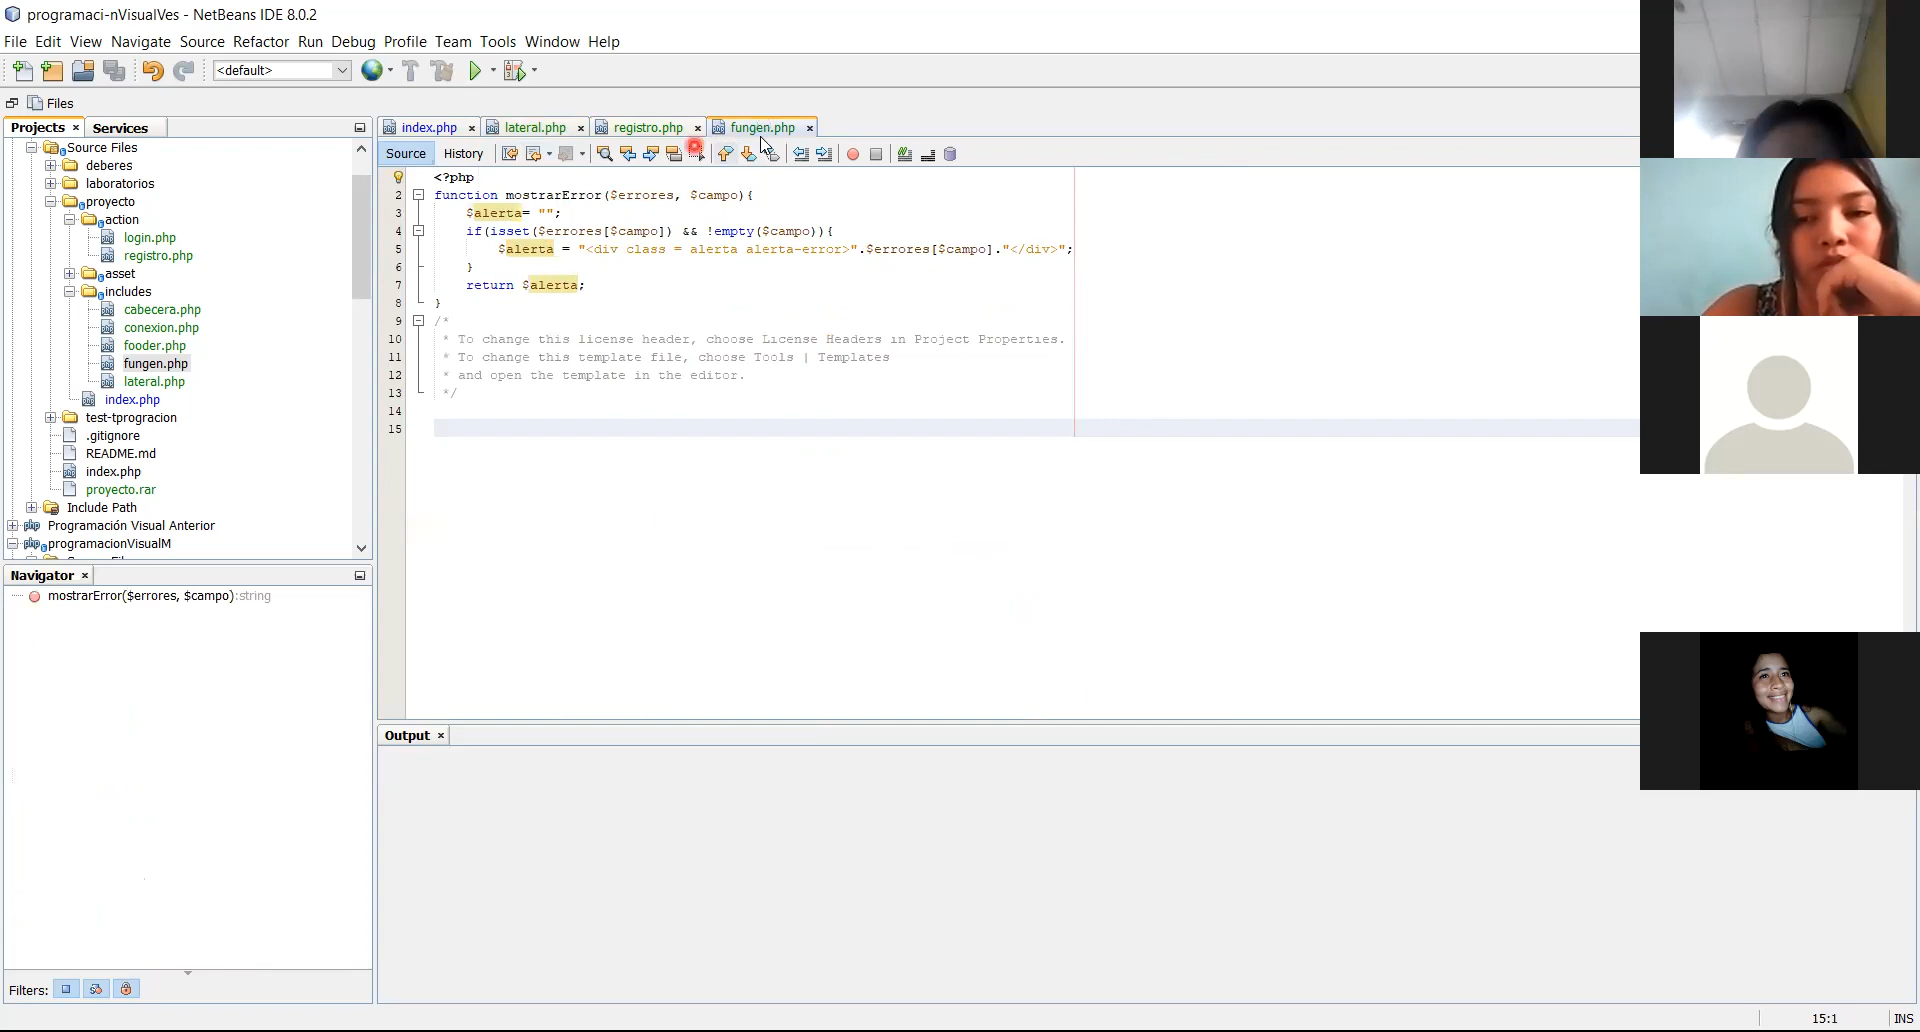 programaci-nVisualVes - NetBeans IDE 8.0.2
File Edit View Navigate Source Refactor Run Debug Profile Team Tools Window Help
<default>
Files
Projects × Services
Source Files
deberes
laboratorios
proyecto
action
login.php
registro.php
asset
includes
cabecera.php
conexion.php
fooder.php
fungen.php
lateral.php
index.php
test-tprogracion
.gitignore
README.md
index.php
proyecto.rar
Include Path
Programación Visual Anterior
programacionVisualM
Navigator ×
mostrarError($errores, $campo):string
Filters:
index.php × lateral.php × registro.php × fungen.php ×
Source History
<?php
2 function mostrarError($errores, $campo){
3 $alerta= "";
4 if(isset($errores[$campo]) && !empty($campo)){
5 $alerta = "<div class = alerta alerta-error>".$errores[$campo]."</div>";
6 }
7 return $alerta;
8 }
9 /*
10 * To change this license header, choose License Headers in Project Properties.
11 * To change this template file, choose Tools | Templates
12 * and open the template in the editor.
13 */
14
15
Output ×
15:1 INS